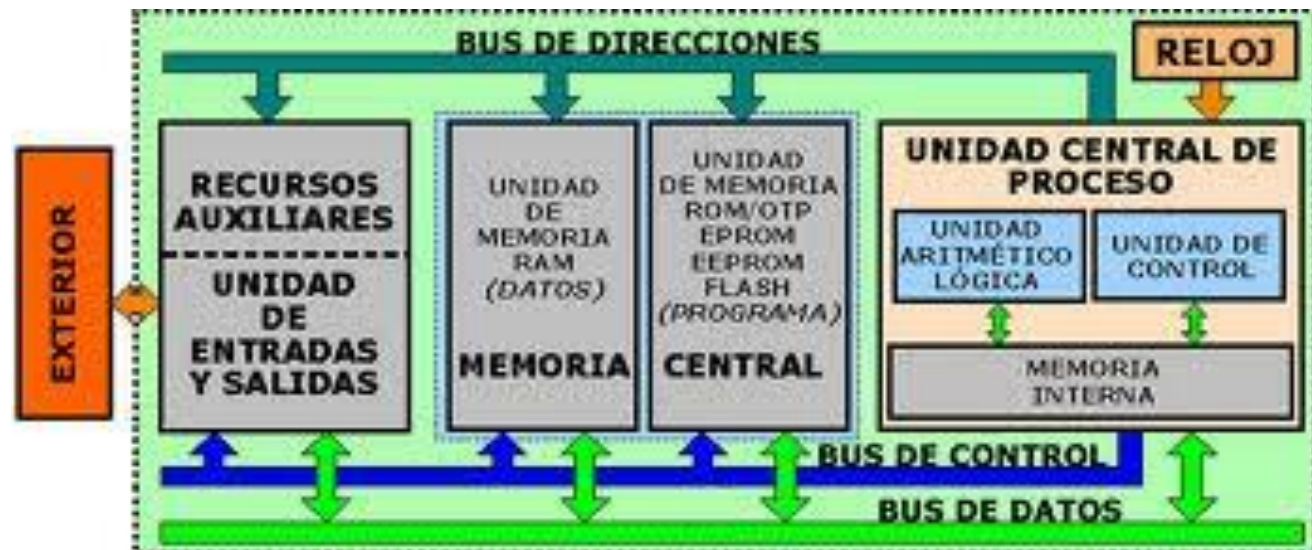 BUS DE DIRECCIONES
RELOJ
EXTERIOR
RECURSOS
AUXILIARES
UNIDAD
DE
ENTRADAS
Y SALIDAS
UNIDAD
DE
MEMORIA
RAM
(DATOS)
MEMORIA
UNIDAD
DE MEMORIA
ROM/OTP
EPROM
EEPROM
FLASH
(PROGRAMA)
CENTRAL
UNIDAD CENTRAL DE
PROCESO
UNIDAD
ARITMÉTICO
LÓGICA
UNIDAD DE
CONTROL
MEMORIA
INTERNA
BUS DE CONTROL
BUS DE DATOS